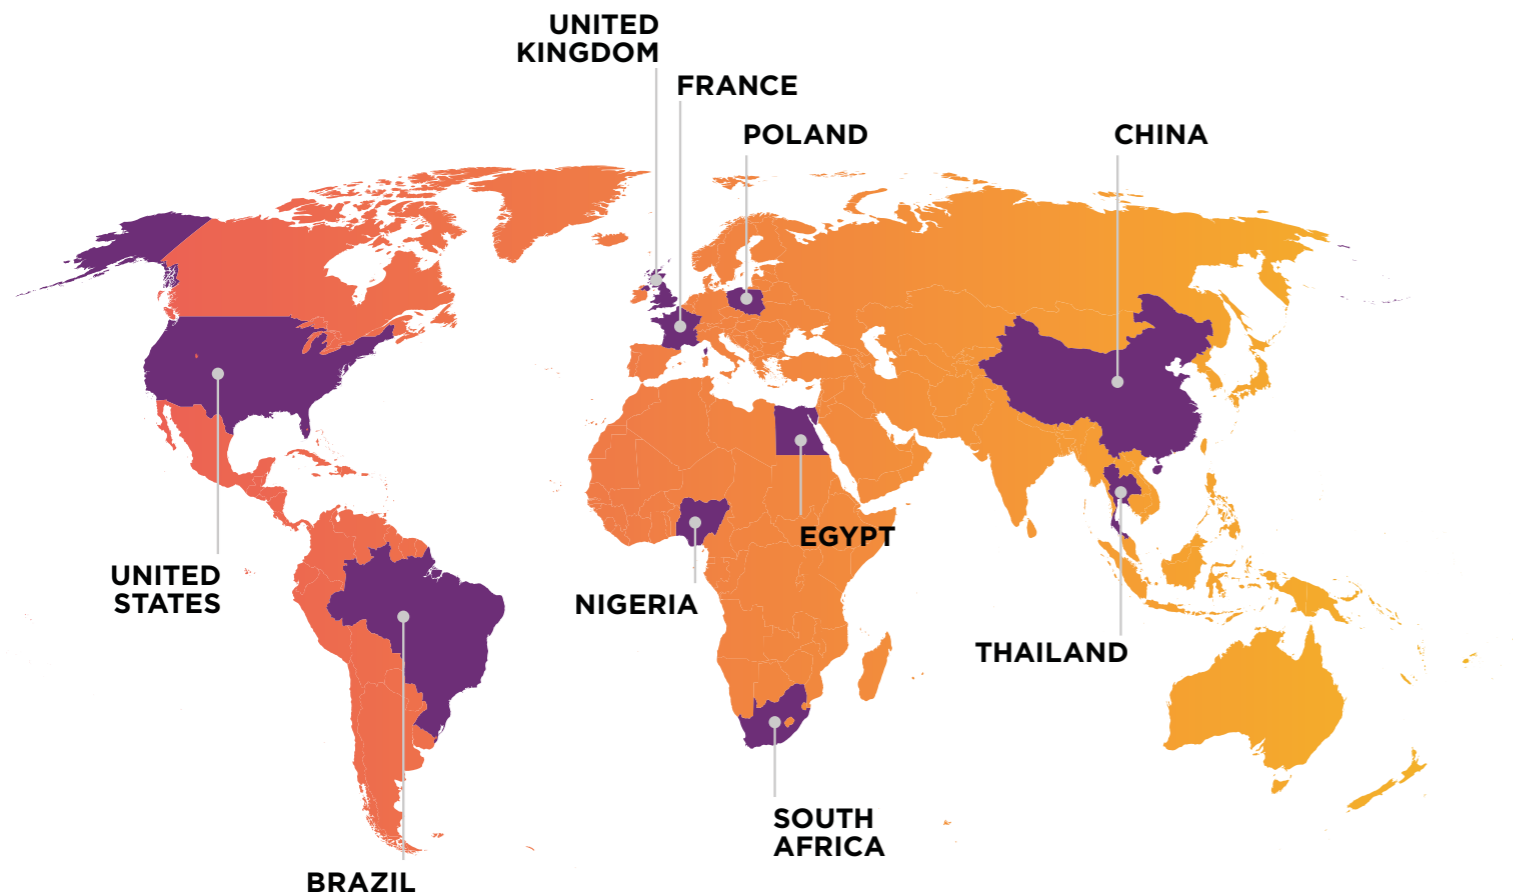 UNITED
KINGDOM
FRANCE
POLAND
CHINA
EGYPT
UNITED
STATES
NIGERIA
THAILAND
SOUTH
AFRICA
BRAZIL